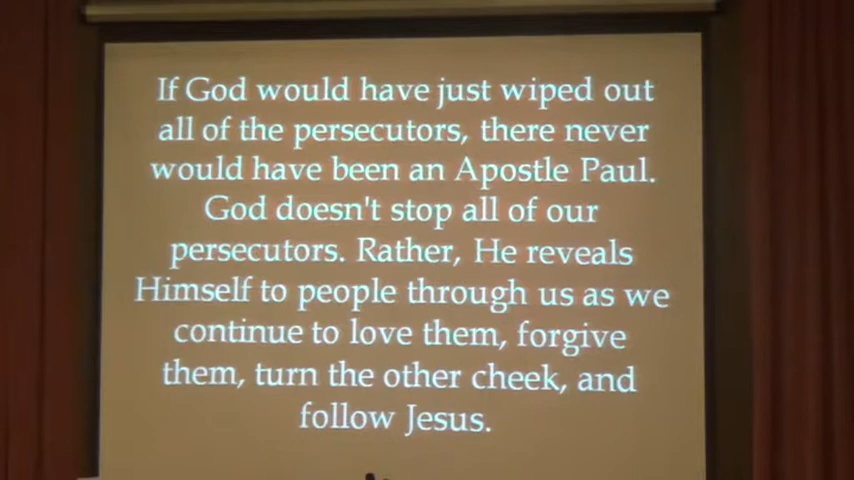 If God would have just wiped out
all of the persecutors, there never
would have been an Apostle Paul.
God doesn't stop all of our
persecutors. Rather, He reveals
Himself to people through us as we
continue to love them, forgive
them, turn the other cheek, and
follow Jesus.